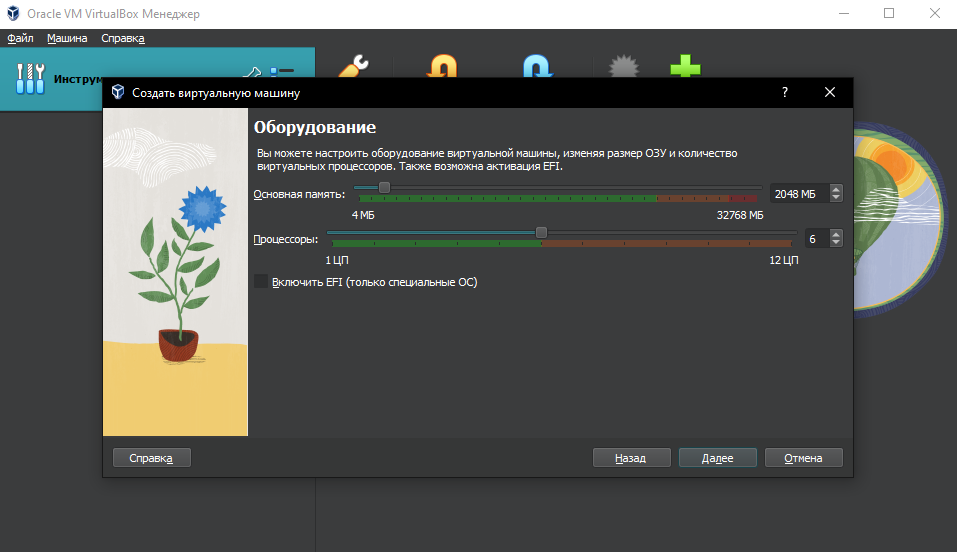 Oracle VM VirtualBox Менеджер
Файл Машина Справка
Создать виртуальную машину
?
Оборудование
Вы можете настроить оборудование виртуальной машины, изменяя размер ОЗУ и количество
виртуальных процессоров. Также возможна активация EFI.
Основная память: 2048 МБ
4 МБ 32768 МБ
Процессоры: 6
1 ЦП 12 ЦП
Включить EFI (только специальные ОС)
Справка Назад Далее Отмена